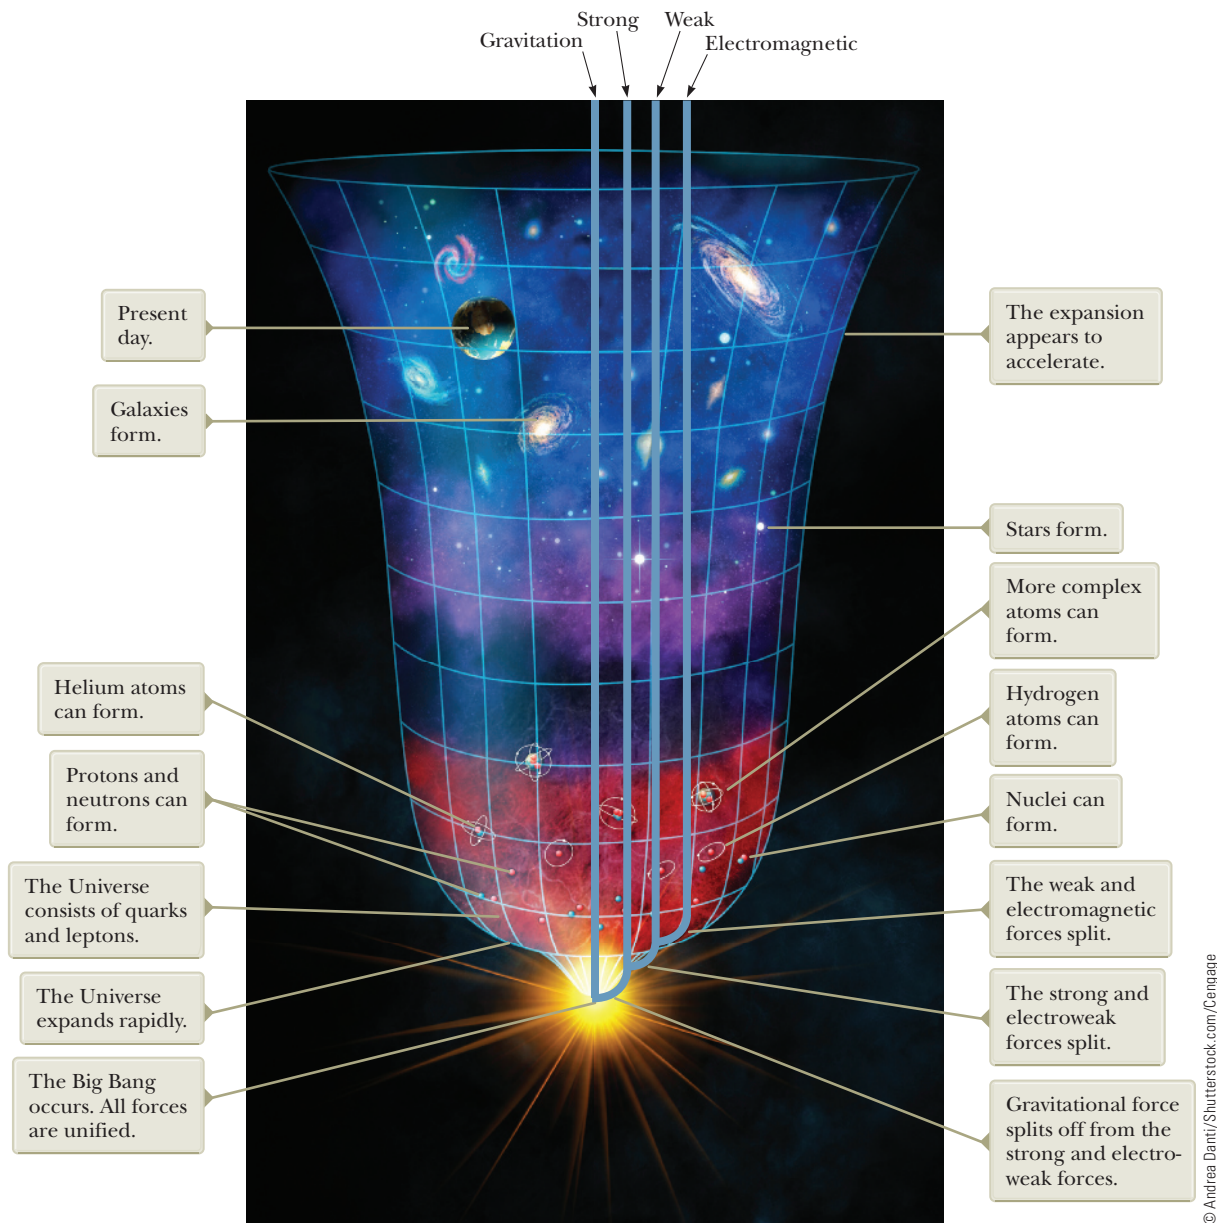 Strong
Weak
Gravitation
Electromagnetic
Present
day.
Galaxies
form.
Helium atoms
can form.
Protons and
neutrons can
form.
The Universe
consists of quarks
and leptons.
The Universe
expands rapidly.
The Big Bang
occurs. All forces
are unified.
The expansion
appears to
accelerate.
Stars form.
More complex
atoms can
form.
Hydrogen
atoms can
form.
Nuclei can
form.
The weak and
electromagnetic
forces split.
The strong and
electroweak
forces split.
Gravitational force
splits off from the
strong and electro-
weak forces.
© Andrea Danti/Shutterstock.com/Cengage